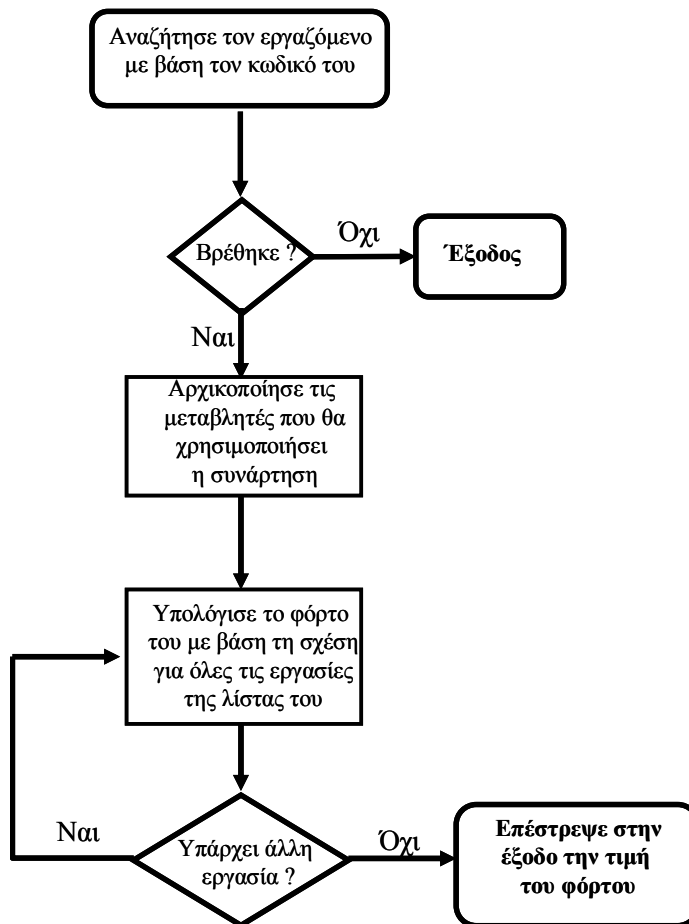 Αναζήτησε τον εργαζόμενο
με βάση τον κωδικό του
Βρέθηκε ?
Όχι
Έξοδος
Ναι
Αρχικοποίησε τις
μεταβλητές που θα
χρησιμοποιήσει
η συνάρτηση
Υπολόγισε το φόρτο
του με βάση τη σχέση
για όλες τις εργασίες
της λίστας του
Ναι
Υπάρχει άλλη
εργασία ?
Όχι
Επέστρεψε στην
έξοδο την τιμή
του φόρτου